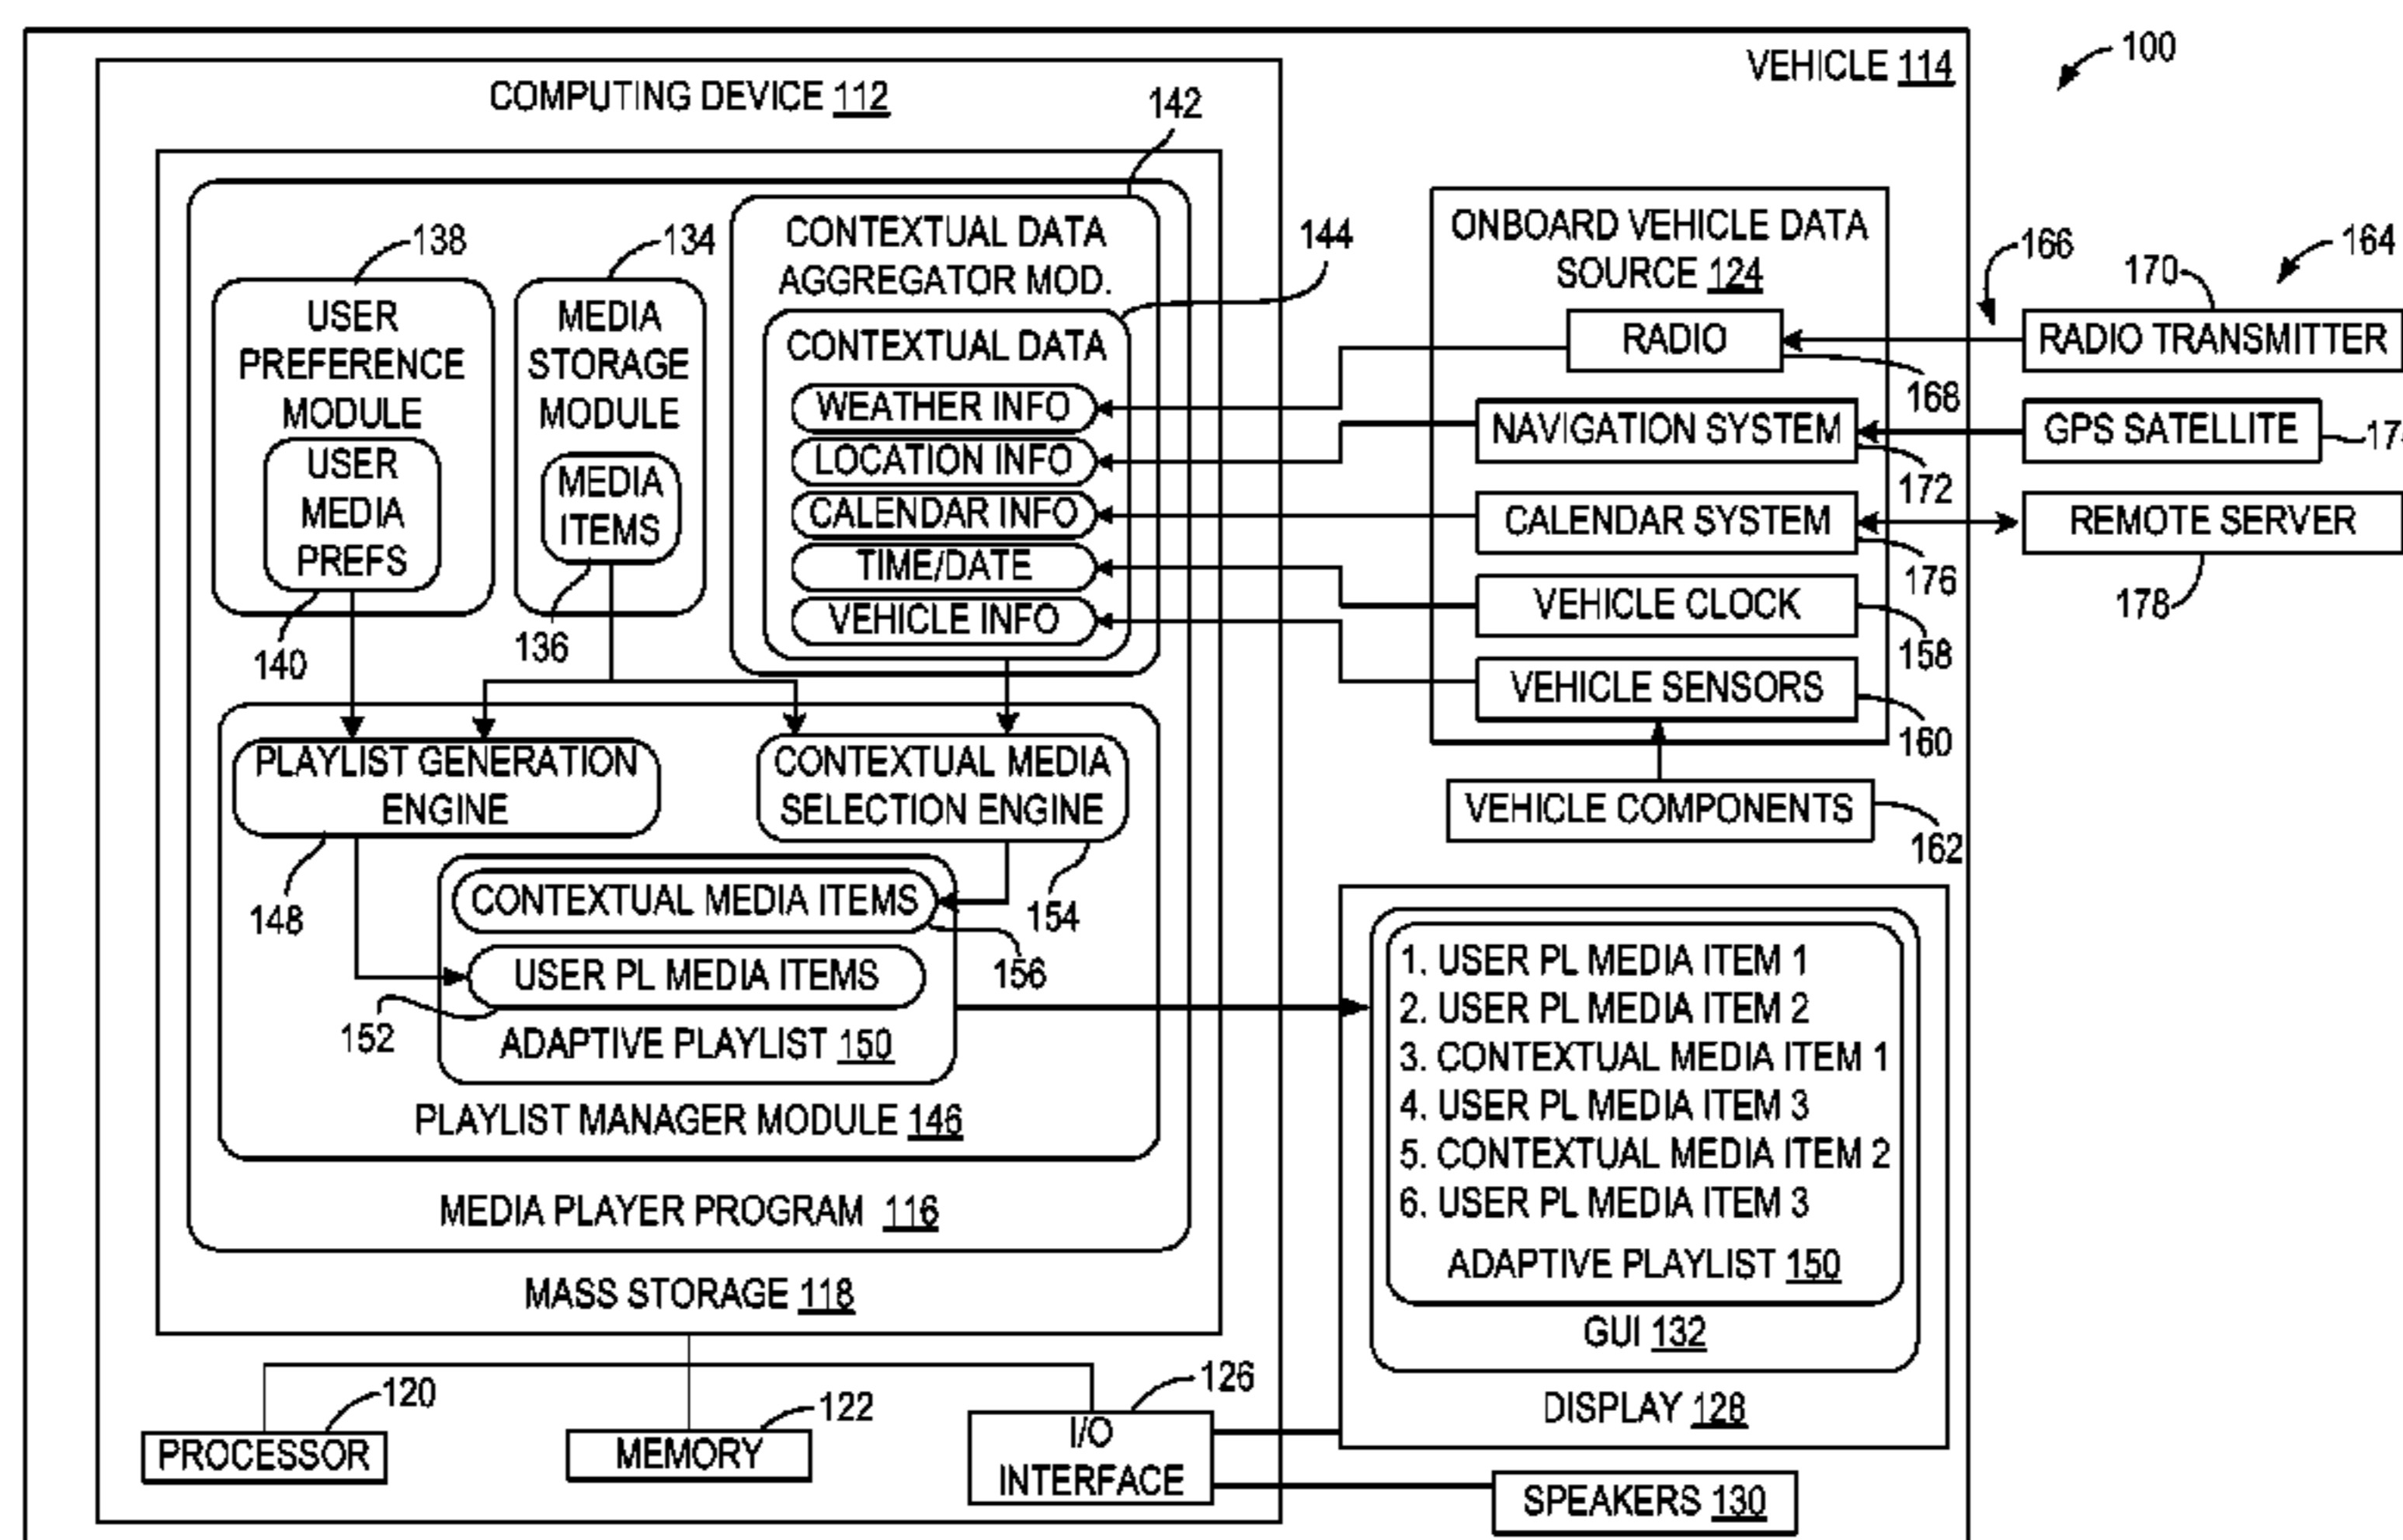 100
VEHICLE 114
COMPUTING DEVICE 112
142
138
134
144
USER
PREFERENCE
MODULE
USER
MEDIA
PREFS
140
MEDIA
STORAGE
MODULE
MEDIA
ITEMS
136
CONTEXTUAL DATA
AGGREGATOR MOD.
CONTEXTUAL DATA
WEATHER INFO
LOCATION INFO
CALENDAR INFO
TIME/DATE
VEHICLE INFO
ONBOARD VEHICLE DATA
SOURCE 124
RADIO
168
NAVIGATION SYSTEM
172
CALENDAR SYSTEM
176
VEHICLE CLOCK
158
VEHICLE SENSORS
160
VEHICLE COMPONENTS
162
166
164
170
RADIO TRANSMITTER
GPS SATELLITE
REMOTE SERVER
178
PLAYLIST GENERATION
ENGINE
148
CONTEXTUAL MEDIA
SELECTION ENGINE
154
CONTEXTUAL MEDIA ITEMS
156
USER PL MEDIA ITEMS
152
ADAPTIVE PLAYLIST 150
PLAYLIST MANAGER MODULE 146
MEDIA PLAYER PROGRAM 116
MASS STORAGE 118
1. USER PL MEDIA ITEM 1
2. USER PL MEDIA ITEM 2
3. CONTEXTUAL MEDIA ITEM 1
4. USER PL MEDIA ITEM 3
5. CONTEXTUAL MEDIA ITEM 2
6. USER PL MEDIA ITEM 3
ADAPTIVE PLAYLIST 150
GUI 132
DISPLAY 128
120
PROCESSOR
122
MEMORY
126
I/O
INTERFACE
SPEAKERS 130